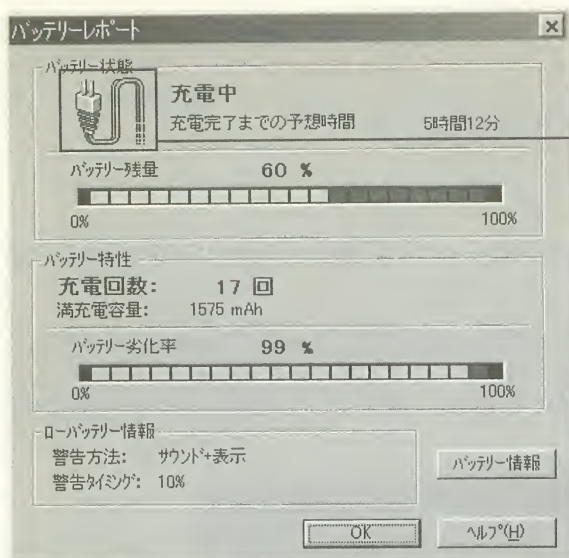 バッテリーレポート
バッテリー状態
充電中
充電完了までの予想時間 5時間12分
バッテリー残量 60 %
0% 100%
バッテリー特性
充電回数: 17 回
満充電容量: 1575 mAh
バッテリー劣化率 99 %
0% 100%
ローバッテリー情報
警告方法: サウンド+表示
警告タイミング: 10%
バッテリー情報
OK
ヘルプ(H)